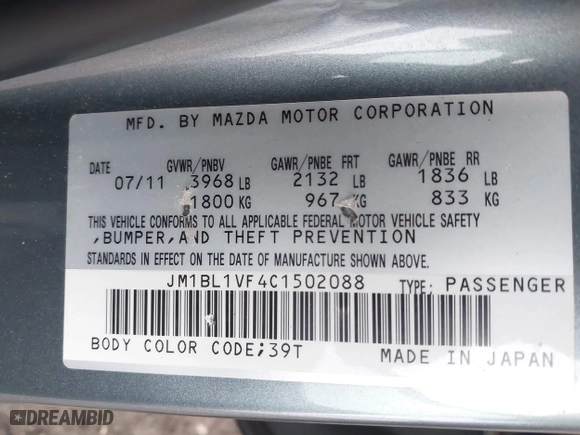 MFD. BY MAZDA MOTOR CORPORATION
DATE GVWR/PNBV GAWR/PNBE FRT GAWR/PNBE RR
07/11 3968 LB 2132 LB 1836 LB
1800 KG 967 KG 833 KG
THIS VEHICLE CONFORMS TO ALL APPLICABLE FEDERAL MOTOR VEHICLE SAFETY
,BUMPER,AND THEFT PREVENTION
STANDARDS IN EFFECT ON THE DATE OF MANUFACTURE SHOWN ABOVE.
JM1BL1VF4C1502088 TYPE: PASSENGER
BODY COLOR CODE;39T MADE IN JAPAN
DREAMBID